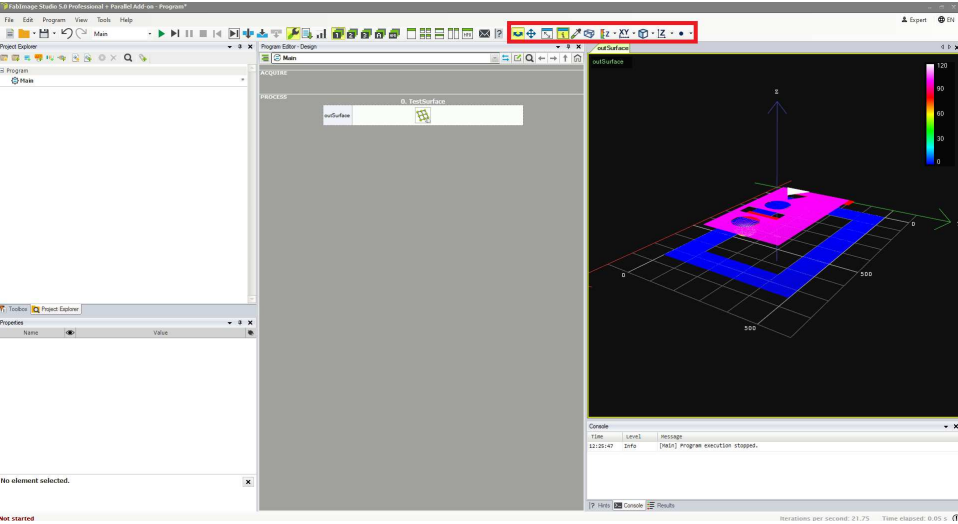 FabImage Studio 5.0 Professional + Parallel Add-on - Program*
File Edit Program View Tools Help
Expert EN
Main
Project Explorer
Program Editor - Design
outSurface
Main
outSurface
Program
Main
ACQUIRE
PROCESS
0. TestSurface
outSurface
120
90
60
30
0
Z
0
0
500
500
Toolbox Project Explorer
Properties
Name Value
No element selected.
Console
Time Level Message
12:25:47 Info [Main] Program execution stopped.
Hints Console Results
Not started
Iterations per second: 21.75 Time elapsed: 0.05 s